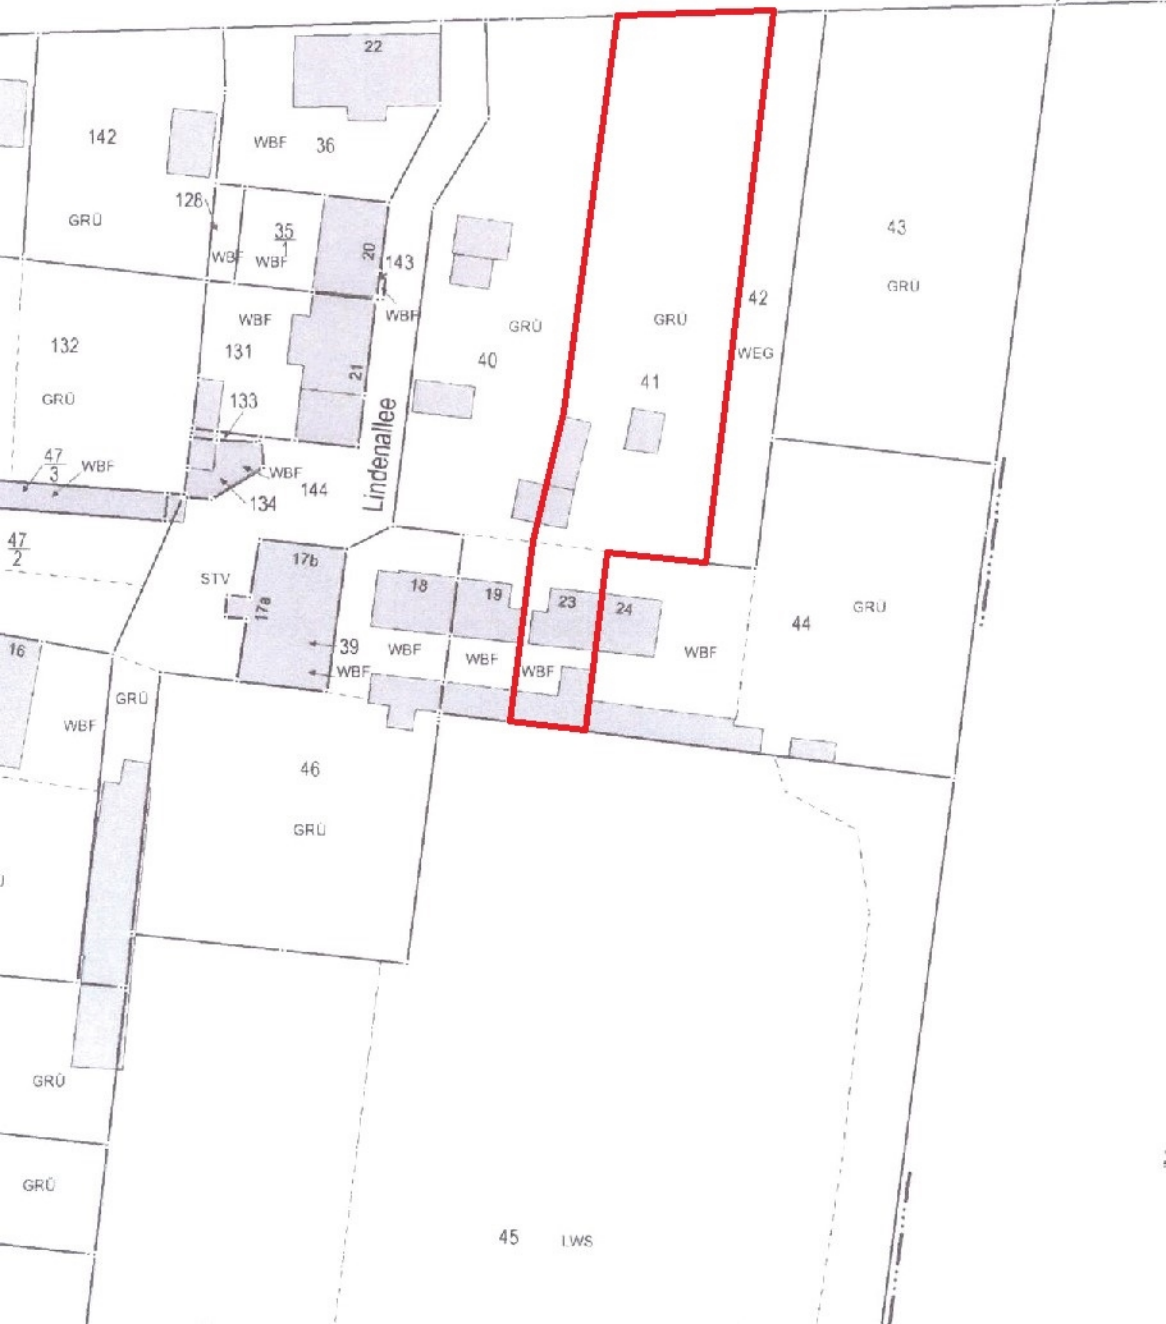 22
142
WBF 36
128
GRÜ
35
1
WBF
WBF
20
143
43
GRÜ
42
WBF
WBF
GRÜ
GRÜ
132
131
WEG
40
21
41
GRÜ
133
Lindenallee
47
3
WBF
WBF
144
134
47
2
17b
STV
18
19
23
24
17a
GRÜ
44
39
WBF
WBF
WBF
WBF
WBF
16
GRÜ
WBF
46
GRÜ
GRÜ
GRÜ
45 LWS